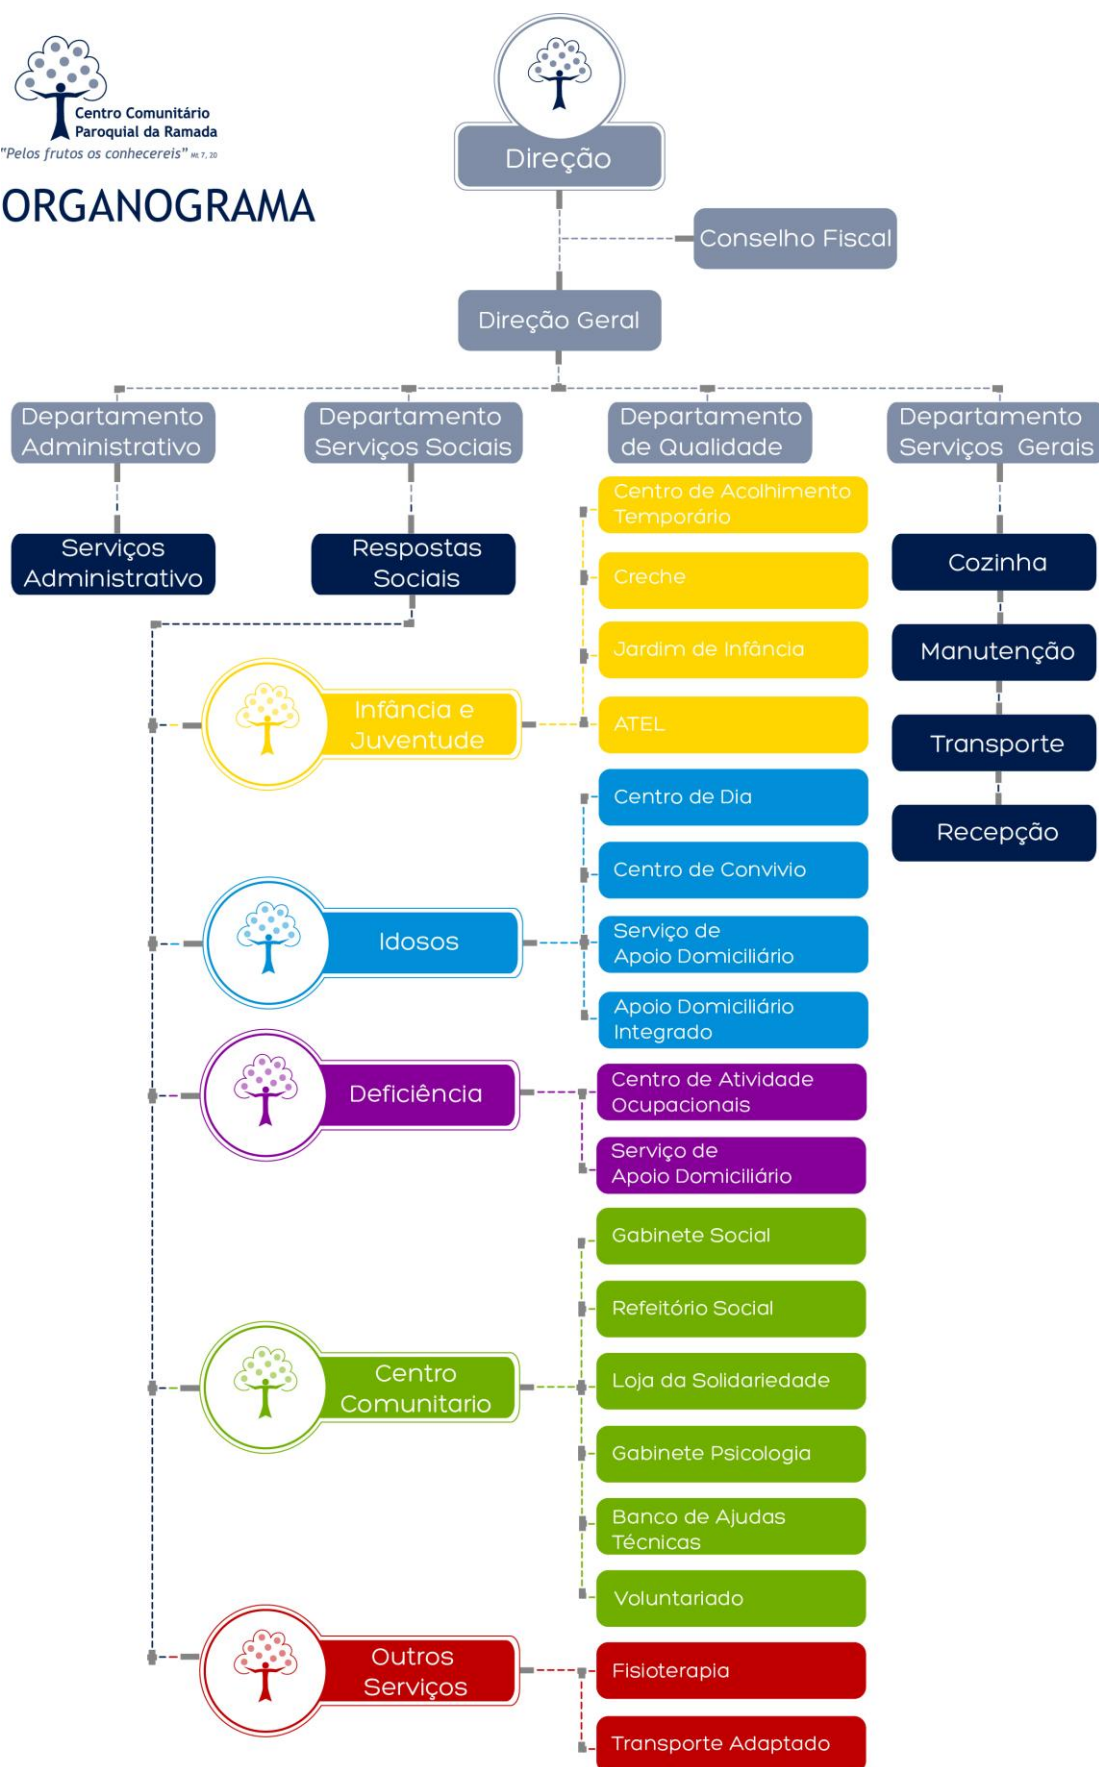 Centro Comunitário
Paroquial da Ramada
"Pelos frutos os conhecereis" Mt 7, 20
ORGANOGRAMA
Direção
Conselho Fiscal
Direção Geral
Departamento
Administrativo
Departamento
Serviços Sociais
Departamento
de Qualidade
Departamento
Serviços Gerais
Serviços
Administrativo
Respostas
Sociais
Cozinha
Manutenção
Transporte
Recepção
Infância e
Juventude
Centro de Acolhimento
Temporário
Creche
Jardim de Infância
ATEL
Idosos
Centro de Dia
Centro de Convivio
Serviço de
Apoio Domiciliário
Apoio Domiciliário
Integrado
Deficiência
Centro de Atividade
Ocupacionais
Serviço de
Apoio Domiciliário
Centro
Comunitario
Gabinete Social
Refeitório Social
Loja da Solidariedade
Gabinete Psicologia
Banco de Ajudas
Técnicas
Voluntariado
Outros
Serviços
Fisioterapia
Transporte Adaptado